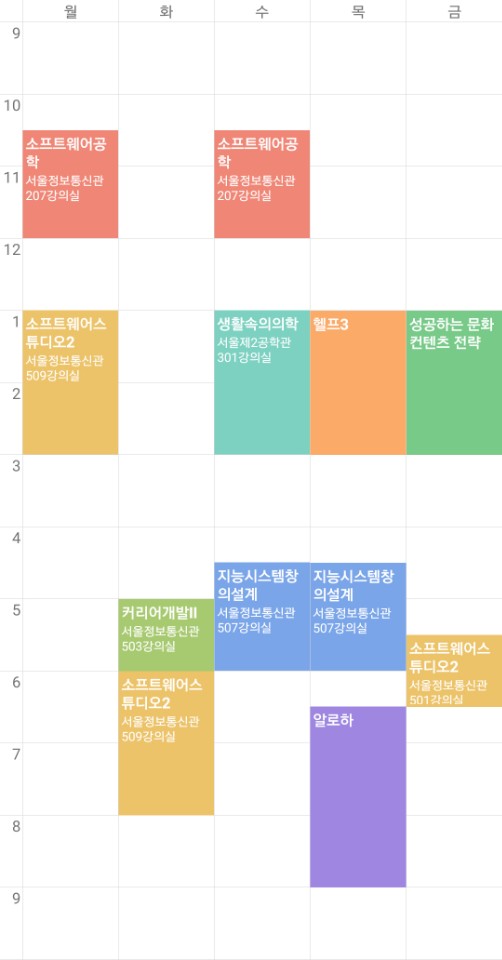 월 화 수 목 금
9
10
소프트웨어공
학
서울정보통신관
207강의실
소프트웨어공
학
서울정보통신관
207강의실
11
12
1
소프트웨어스
튜디오2
서울정보통신관
509강의실
생활속의의학
서울제2공학관
301강의실
헬프3
성공하는 문화
컨텐츠 전략
2
3
4
지능시스템창
의설계
서울정보통신관
507강의실
지능시스템창
의설계
서울정보통신관
507강의실
5
커리어개발II
서울정보통신관
503강의실
소프트웨어스
튜디오2
서울정보통신관
501강의실
6
소프트웨어스
튜디오2
서울정보통신관
509강의실
알로하
7
8
9